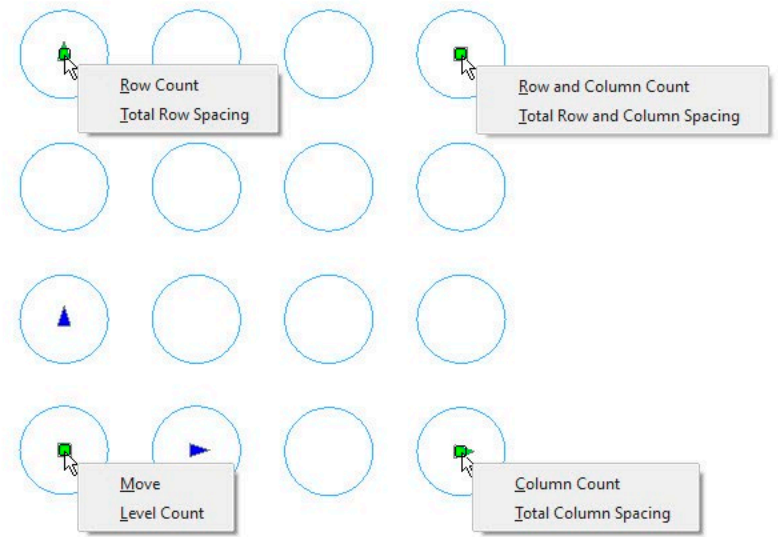 Row Count
Total Row Spacing
Row and Column Count
Total Row and Column Spacing
Move
Level Count
Column Count
Total Column Spacing